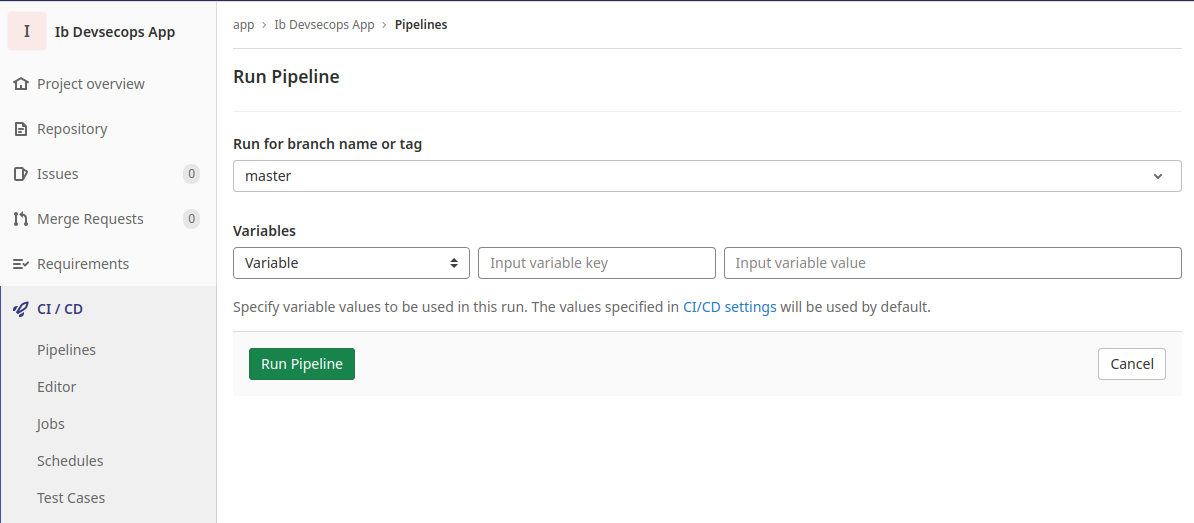 I
Ib Devsecops App
Project overview
Repository
Issues
0
Merge Requests
0
Requirements
CI / CD
Pipelines
Editor
Jobs
Schedules
Test Cases
app › Ib Devsecops App › Pipelines
Run Pipeline
Run for branch name or tag
master
Variables
Variable
Input variable key
Input variable value
Specify variable values to be used in this run. The values specified in CI/CD settings will be used by default.
Run Pipeline
Cancel